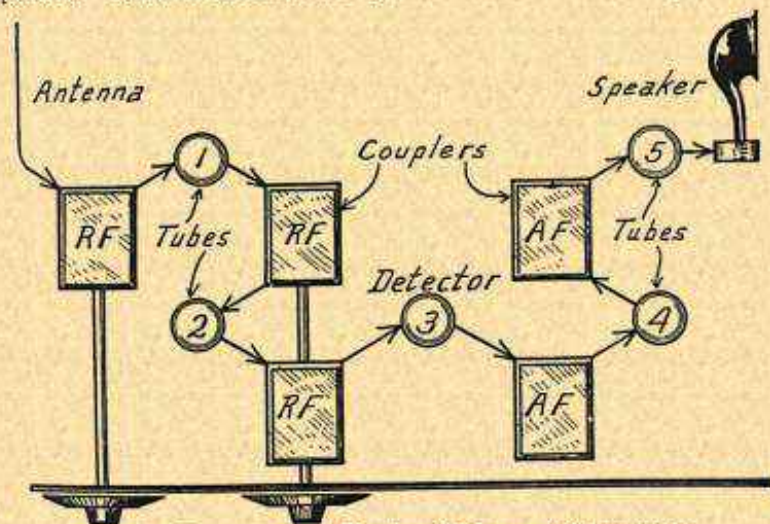 Antenna
Speaker
1
Couplers
5
RF
Tubes
RF
AF
Tubes
Detector
2
3
4
RF
AF